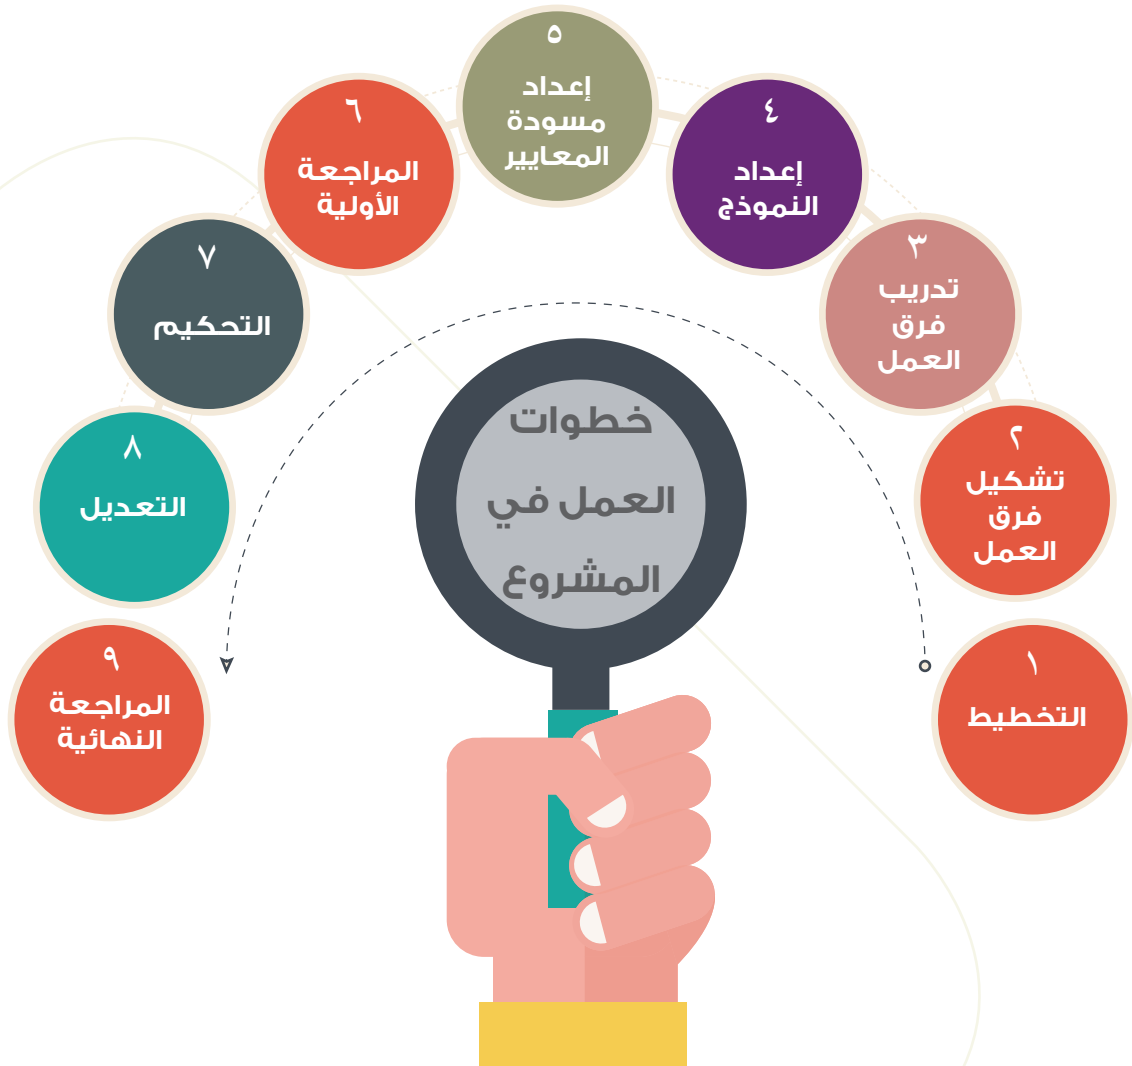 خطوات
العمل في
المشروع
١
التخطيط
٢
تشكيل
فرق
العمل
٣
تدريب
فرق
العمل
٤
إعداد
النموذج
٥
إعداد
مسودة
المعايير
٦
المراجعة
الأولية
٧
التحكيم
٨
التعديل
٩
المراجعة
النهائية